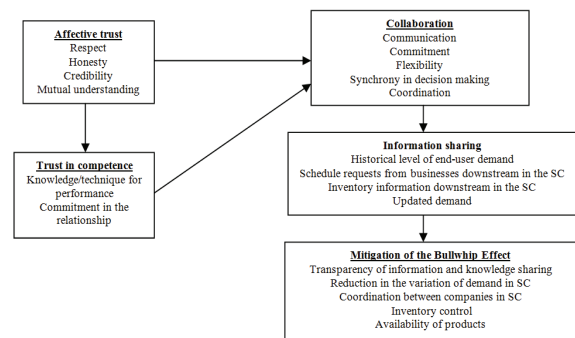 Affective trust
Respect
Honesty
Credibility
Mutual understanding
Trust in competence
Knowledge/technique for
performance
Commitment in the
relationship
Collaboration
Communication
Commitment
Flexibility
Synchrony in decision making
Coordination
Information sharing
Historical level of end-user demand
Schedule requests from businesses downstream in the SC
Inventory information downstream in the SC
Updated demand
Mitigation of the Bullwhip Effect
Transparency of information and knowledge sharing
Reduction in the variation of demand in SC
Coordination between companies in SC
Inventory control
Availability of products